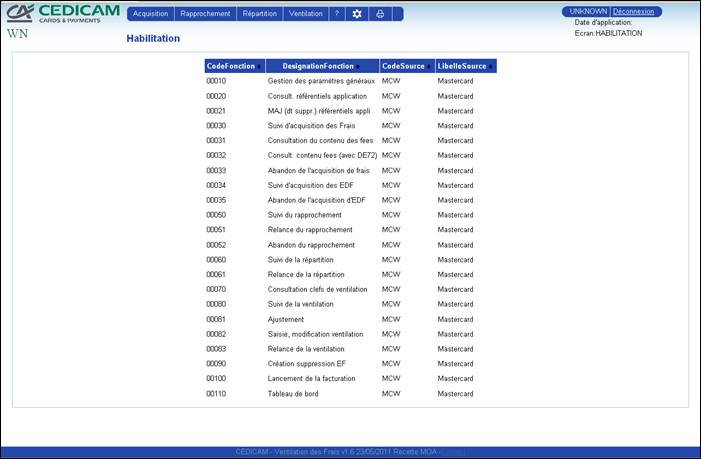 CEDICAM
CARDS & PAYMENTS
WN
Acquisition Rapprochement Répartition Ventilation ?
UNKNOWN Déconnexion
Date d'application:
Ecran:HABILITATION
Habilitation
CodeFonction DesignationFonction CodeSource LibelleSource
00010 Gestion des paramètres généraux MCW Mastercard
00020 Consult. référentiels application MCW Mastercard
00021 MAJ (dt suppr.) référentiels appli MCW Mastercard
00030 Suivi d'acquisition des Frais MCW Mastercard
00031 Consultation du contenu des fees MCW Mastercard
00032 Consult. contenu fees (avec DE72) MCW Mastercard
00033 Abandon de l'acquisition de frais MCW Mastercard
00034 Suivi d'acquisition des EDF MCW Mastercard
00035 Abandon de l'acquisition d'EDF MCW Mastercard
00050 Suivi du rapprochement MCW Mastercard
00051 Relance du rapprochement MCW Mastercard
00052 Abandon du rapprochement MCW Mastercard
00060 Suivi de la répartition MCW Mastercard
00061 Relance de la répartition MCW Mastercard
00070 Consultation clefs de ventilation MCW Mastercard
00080 Suivi de la ventilation MCW Mastercard
00081 Ajustement MCW Mastercard
00082 Saisie, modification ventilation MCW Mastercard
00083 Relance de la ventilation MCW Mastercard
00090 Création suppression EF MCW Mastercard
00100 Lancement de la facturation MCW Mastercard
00110 Tableau de bord MCW Mastercard
CEDICAM - Ventilation des Frais v1.6 23/05/2011 Recette MOA -